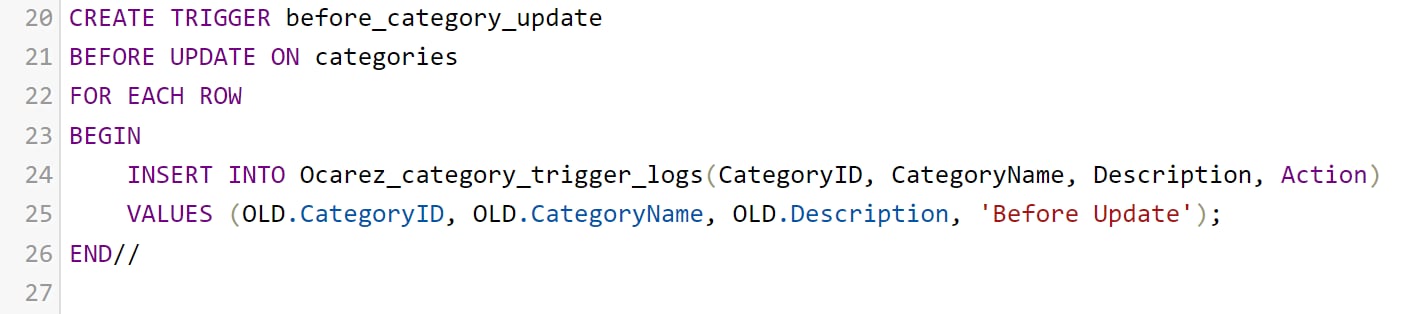 20 CREATE TRIGGER before_category_update
21 BEFORE UPDATE ON categories
22 FOR EACH ROW
23 BEGIN
24     INSERT INTO Ocarez_category_trigger_logs(CategoryID, CategoryName, Description, Action)
25     VALUES (OLD.CategoryID, OLD.CategoryName, OLD.Description, 'Before Update');
26 END//
27